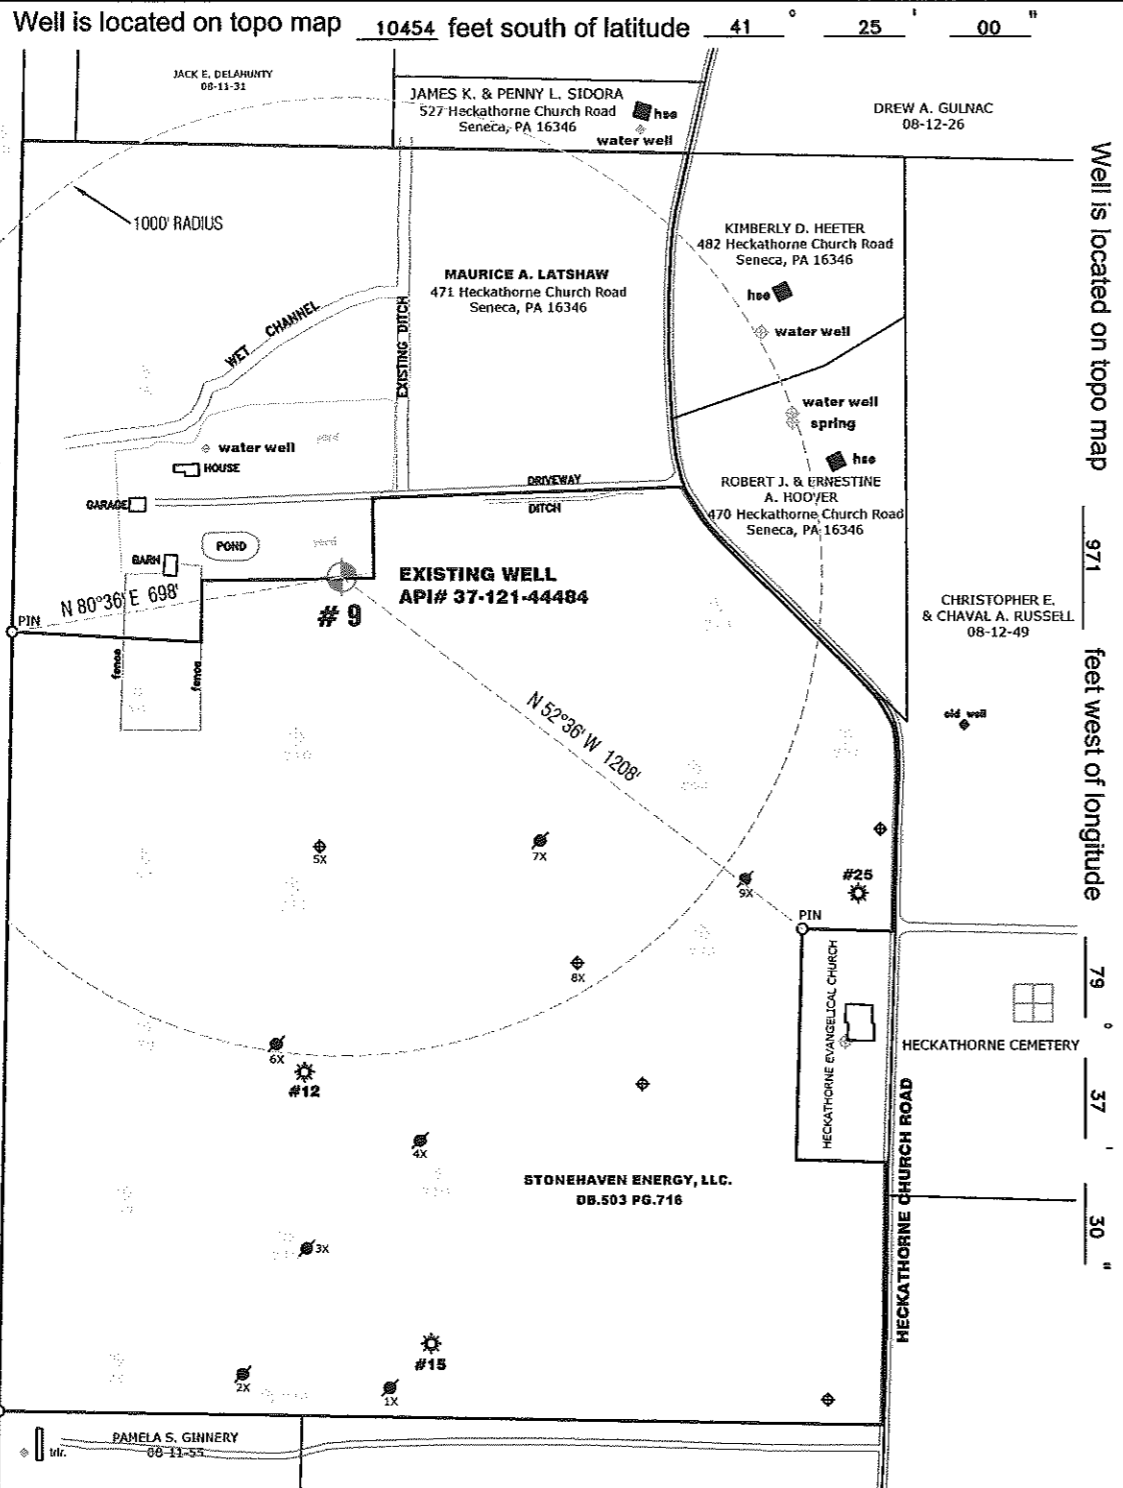 Well is located on topo map 10454 feet south of latitude 41 ° 25 ' 00 "
JACK E. DELAHUNTY
08-11-31
JAMES K. & PENNY L. SIDORA
527 Heckathorne Church Road
Seneca, PA 16346
hse
water well
DREW A. GULNAC
08-12-26
1000' RADIUS
KIMBERLY D. HEETER
482 Heckathorne Church Road
Seneca, PA 16346
hse
water well
MAURICE A. LATSHAW
471 Heckathorne Church Road
Seneca, PA 16346
WET CHANNEL
EXISTING DITCH
water well
spring
hse
ROBERT J. & ERNESTINE
A. HOOVER
470 Heckathorne Church Road
Seneca, PA 16346
yard
water well
HOUSE
GARAGE
DRIVEWAY
DITCH
POND
yard
BARN
EXISTING WELL
API# 37-121-44484
# 9
N 80°36' E 698'
PIN
fence
fence
CHRISTOPHER E.
& CHAVAL A. RUSSELL
08-12-49
old well
N 52°36' W 1208'
5X
7X
9X
#25
PIN
8X
HECKATHORNE EVANGELICAL CHURCH
HECKATHORNE CEMETERY
6X
#12
4X
STONEHAVEN ENERGY, LLC.
DB.503 PG.716
HECKATHORNE CHURCH ROAD
3X
#15
2X
1X
PAMELA S. GINNERY
08-11-55
trlr.
Well is located on topo map 971 feet west of longitude 79 ° 37 ' 30 "